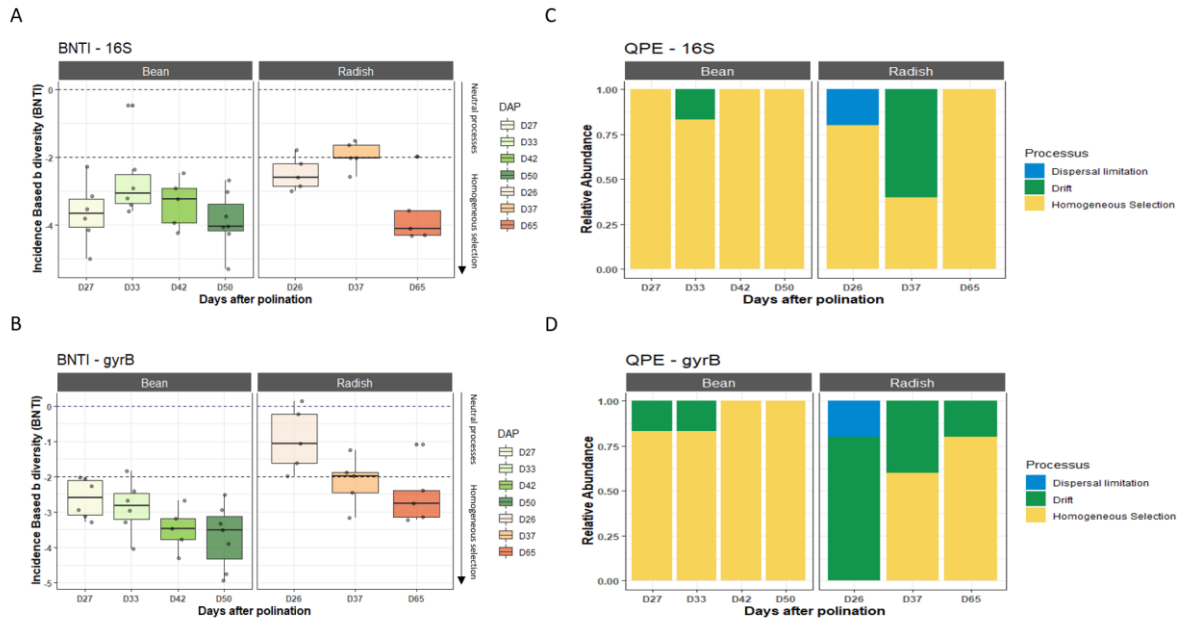 A
BNTI - 16S
Bean
Radish
Incidence Based b diversity (BNTI)
0
-2
-4
D27
D33
D42
D50
D26
D37
D65
Days after polination
Neutral processes
Homogeneous selection
DAP
D27
D33
D42
D50
D26
D37
D65
C
QPE - 16S
Bean
Radish
Relative Abundance
1.00
0.75
0.50
0.25
0.00
D27
D33
D42
D50
D26
D37
D65
Days after polination
Processus
Dispersal limitation
Drift
Homogeneous Selection
B
BNTI - gyrB
Bean
Radish
Incidence Based b diversity (BNTI)
0
-1
-2
-3
-4
-5
D27
D33
D42
D50
D26
D37
D65
Days after polination
Neutral processes
Homogeneous selection
DAP
D27
D33
D42
D50
D26
D37
D65
D
QPE - gyrB
Bean
Radish
Relative Abundance
1.00
0.75
0.50
0.25
0.00
D27
D33
D42
D50
D26
D37
D65
Days after polination
Processus
Dispersal limitation
Drift
Homogeneous Selection